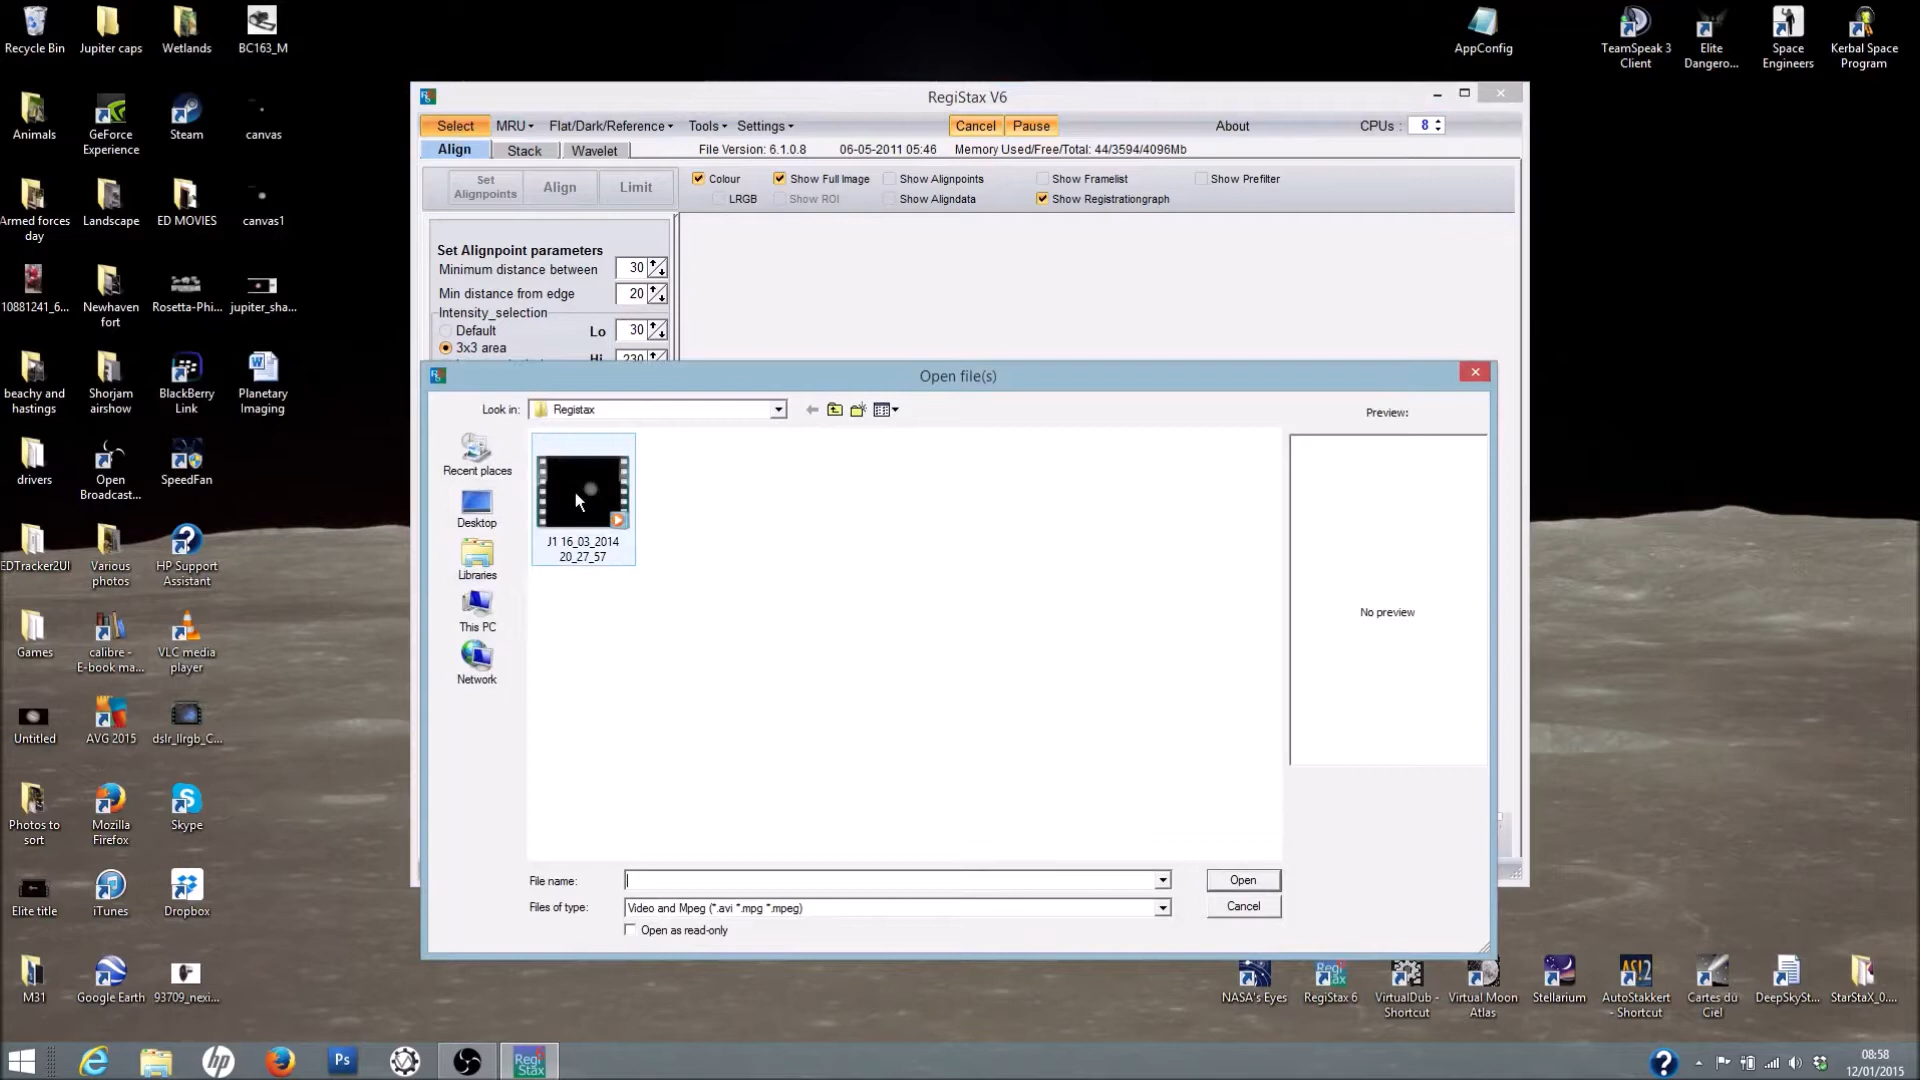 Recycle Bin
Jupiter caps
Wetlands
BC163_M
AppConfig
TeamSpeak 3
Client
Elite
Dangero...
Space
Engineers
Kerbal Space
Program
Animals
GeForce
Experience
Steam
canvas
Armed forces
day
Landscape
ED MOVIES
canvas1
10881241_6...
Newhaven
fort
Rosetta-Phi...
jupiter_sha...
beachy and
hastings
Shorjam
airshow
BlackBerry
Link
Planetary
Imaging
drivers
Open
Broadcast...
SpeedFan
EDTracker2UI
Various
photos
HP Support
Assistant
Games
calibre -
E-book ma...
VLC media
player
Untitled
AVG 2015
dslr_llrgb_C...
Photos to
sort
Mozilla
Firefox
Skype
Elite title
iTunes
Dropbox
M31
Google Earth
93709_nexi...
RegiStax V6
Select
MRU
Flat/Dark/Reference
Tools
Settings
Cancel
Pause
About
CPUs :
8
Align
Stack
Wavelet
File Version: 6.1.0.8
06-05-2011 05:46
Memory Used/Free/Total: 44/3594/4096Mb
Set
Alignpoints
Align
Limit
Colour
Show Full Image
Show Alignpoints
Show Framelist
Show Prefilter
LRGB
Show ROI
Show Aligndata
Show Registrationgraph
Set Alignpoint parameters
Minimum distance between
30
Min distance from edge
20
Intensity_selection
Default
Lo
30
3x3 area
Hi
230
Open file(s)
Look in:
Registax
Preview:
Recent places
Desktop
Libraries
This PC
Network
J1 16_03_2014
20_27_57
No preview
File name:
Open
Files of type:
Video and Mpeg (*.avi *.mpg *.mpeg)
Cancel
Open as read-only
NASA's Eyes
RegiStax 6
VirtualDub -
Shortcut
Virtual Moon
Atlas
Stellarium
AutoStakkert
- Shortcut
Cartes du
Ciel
DeepSkySt...
StarStaX_0....
AS!2
hp
Ps
Regi
Stax
08:58
12/01/2015